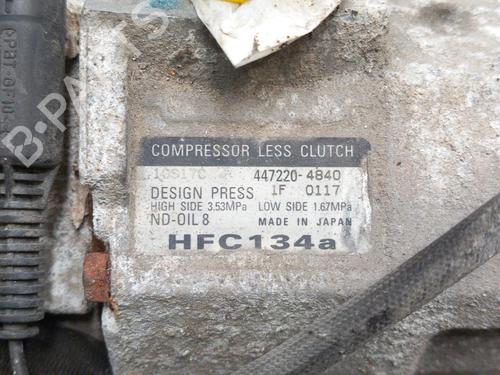 COMPRESSOR LESS CLUTCH
10S17C 447220-4840
DESIGN PRESS 1F 0117
HIGH SIDE 3.53MPa LOW SIDE 1.67MPa
ND-OIL 8 MADE IN JAPAN
HFC134a
B-PARTS